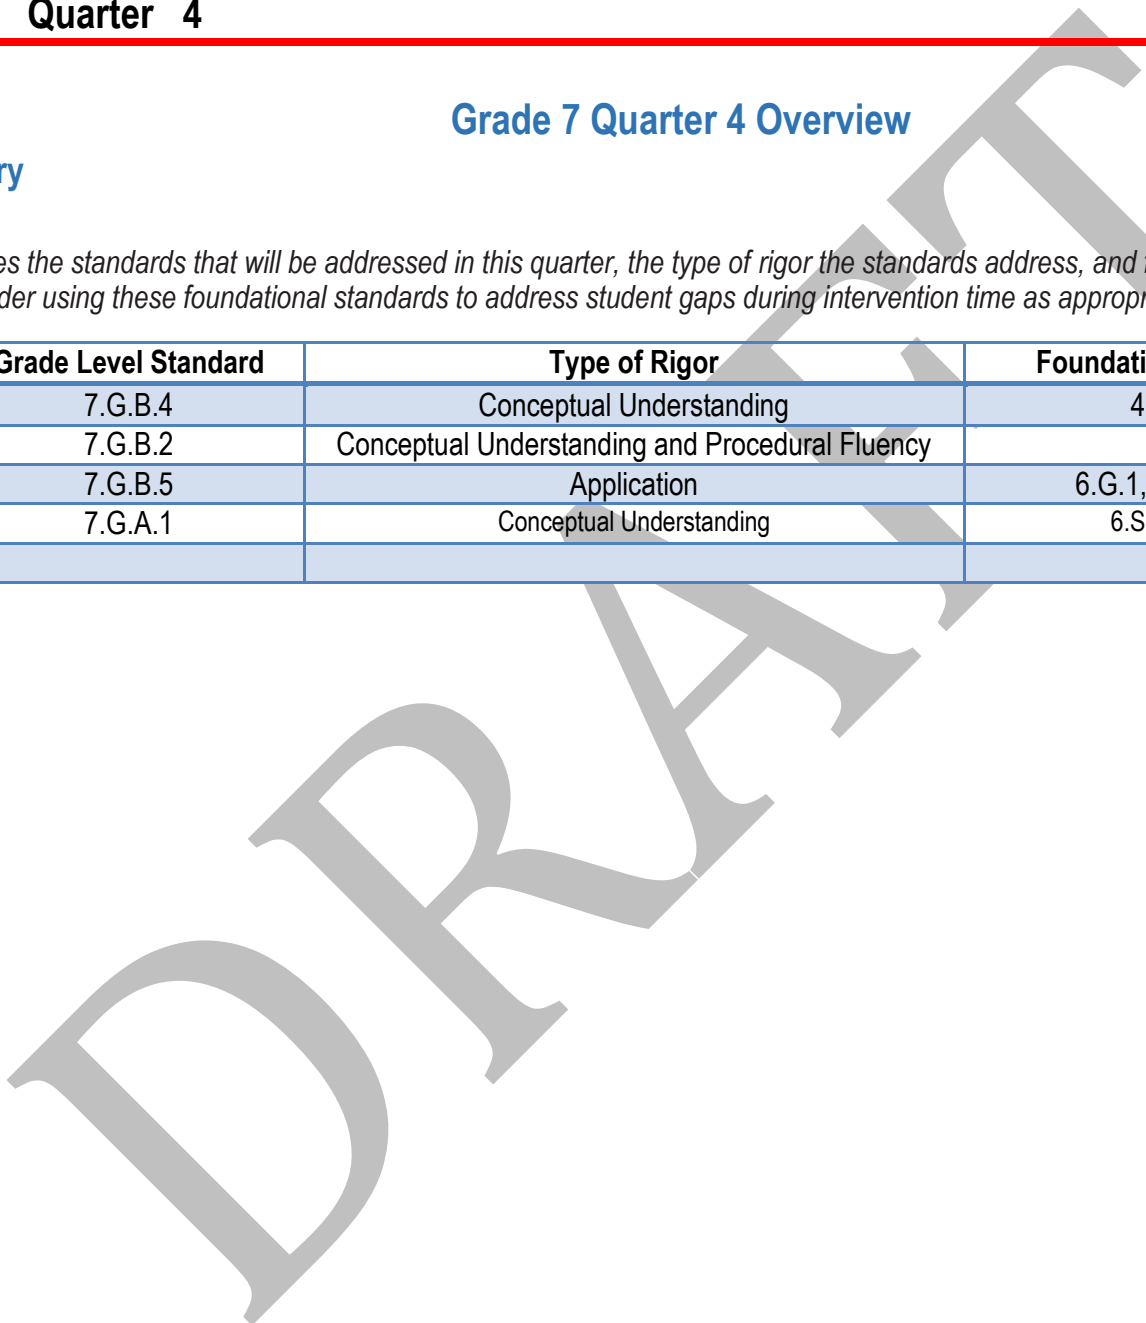 Quarter 4
Grade 7 Quarter 4 Overview
ry
es the standards that will be addressed in this quarter, the type of rigor the standards address, and f
der using these foundational standards to address student gaps during intervention time as appropri
Grade Level Standard Type of Rigor Foundati
7.G.B.4 Conceptual Understanding 4
7.G.B.2 Conceptual Understanding and Procedural Fluency
7.G.B.5 Application 6.G.1,
7.G.A.1 Conceptual Understanding 6.S
DRAFT